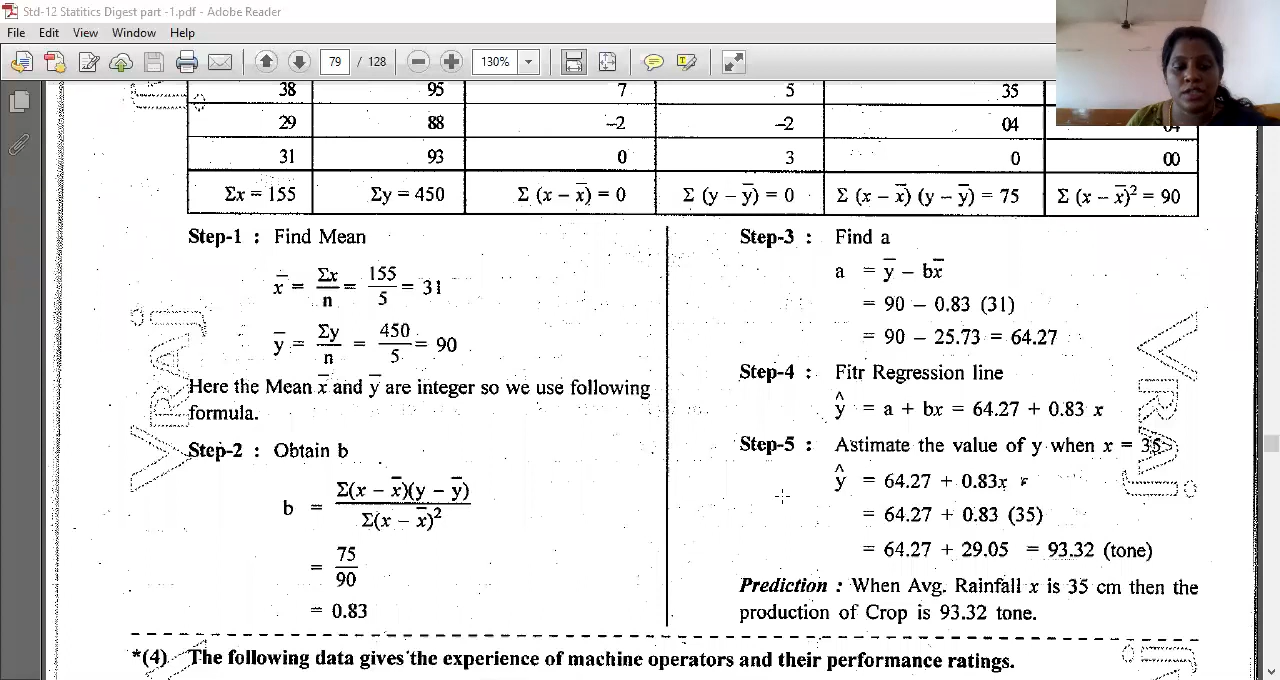 Std-12 Statitics Digest part -1.pdf - Adobe Reader
File Edit View Window Help
79 / 128 130%
38 95 7 5 35
29 88 –2 –2 04 04
31 93 0 3 0 00
Σx = 155 Σy = 450 Σ (x – x̄) = 0 Σ (y – ȳ) = 0 Σ (x – x̄) (y – ȳ) = 75 Σ (x – x̄)² = 90
Step-1 : Find Mean
x̄ = Σx/n = 155/5 = 31
ȳ = Σy/n = 450/5 = 90
Here the Mean x̄ and ȳ are integer so we use following
formula.
Step-2 : Obtain b
b = Σ(x – x̄)(y – ȳ) / Σ(x – x̄)²
= 75/90
= 0.83
Step-3 : Find a
a = ȳ – bx̄
= 90 – 0.83 (31)
= 90 – 25.73 = 64.27
Step-4 : Fitr Regression line
ŷ = a + bx = 64.27 + 0.83 x
Step-5 : Astimate the value of y when x = 35
ŷ = 64.27 + 0.83x
= 64.27 + 0.83 (35)
= 64.27 + 29.05 = 93.32 (tone)
Prediction : When Avg. Rainfall x is 35 cm then the
production of Crop is 93.32 tone.
*(4) The following data gives the experience of machine operators and their performance ratings.
VIRAJ
VIRAJ